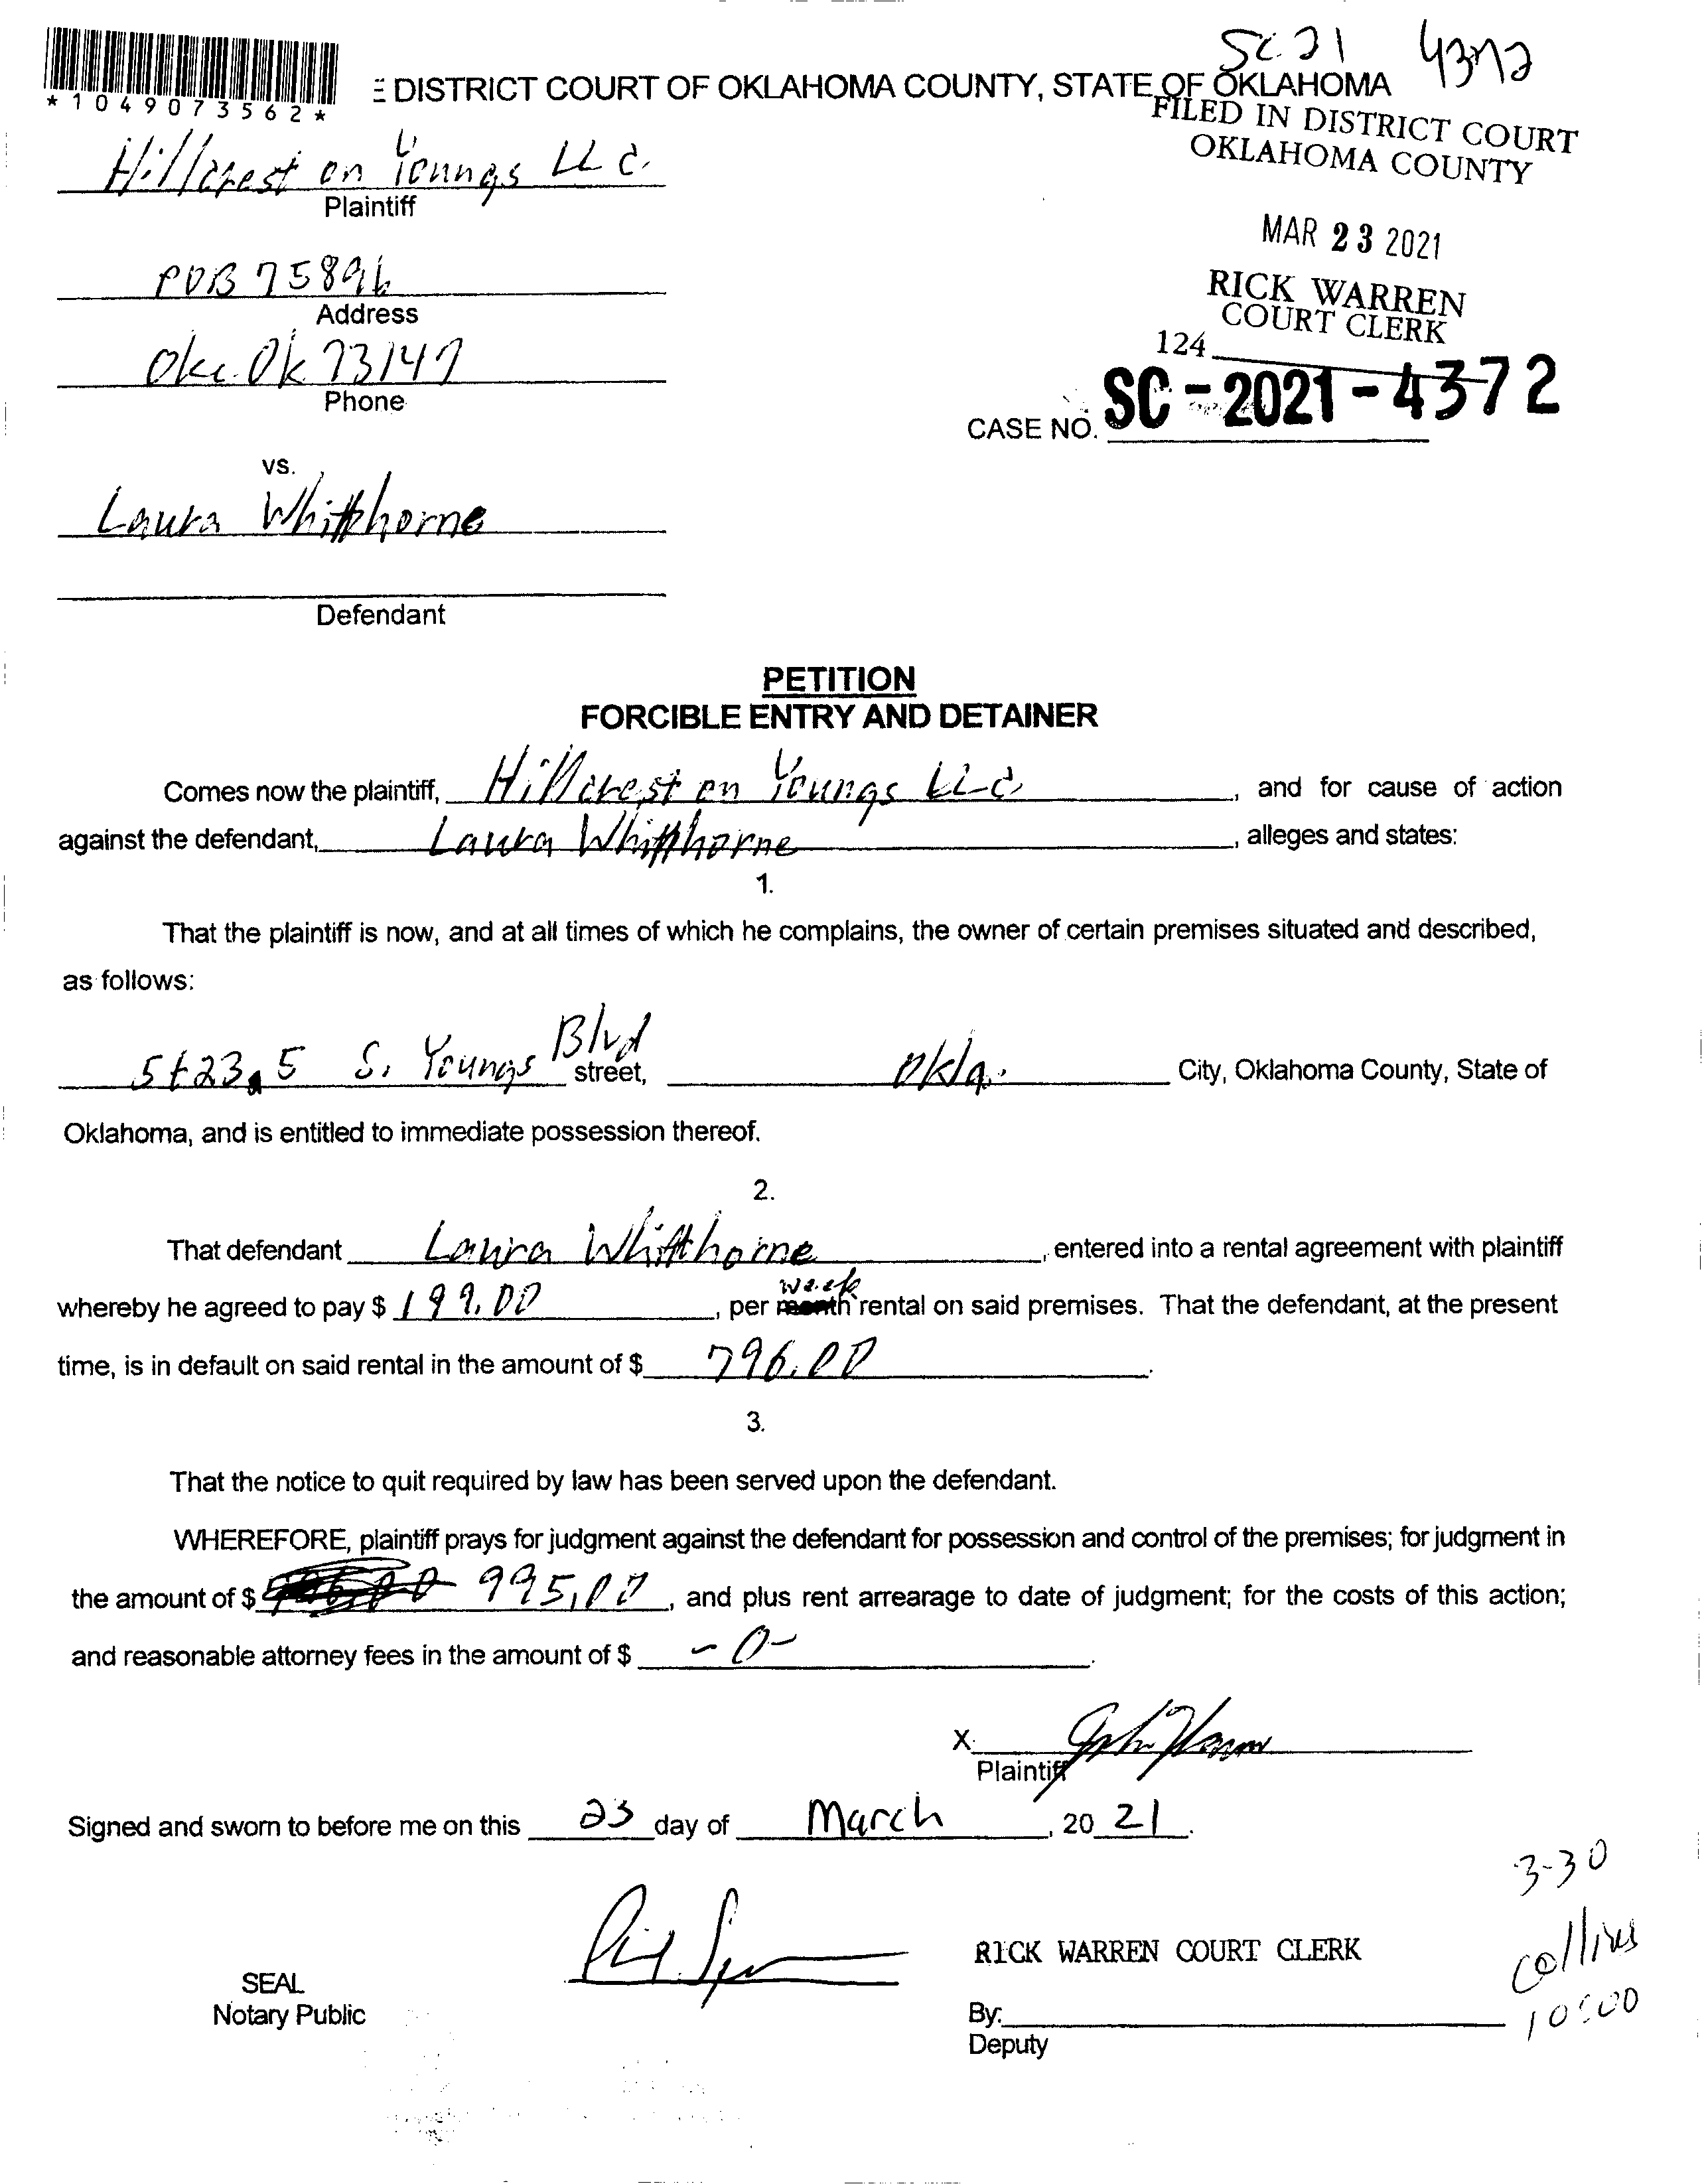 SC 21 4372
*1049073562*
E DISTRICT COURT OF OKLAHOMA COUNTY, STATE OF OKLAHOMA
FILED IN DISTRICT COURT
OKLAHOMA COUNTY
Hillcrest on Youngs LLC.
Plaintiff
MAR 23 2021
POB 75896
Address
RICK WARREN
COURT CLERK
124
Okc. Ok 73147
Phone
CASE NO. SC-2021-4372
vs.
Laura Whitthorne
Defendant
PETITION
FORCIBLE ENTRY AND DETAINER
Comes now the plaintiff, Hillcrest on Youngs LLC, and for cause of action
against the defendant, Laura Whitthorne, alleges and states:
1.
That the plaintiff is now, and at all times of which he complains, the owner of certain premises situated and described,
as follows:
S. Youngs Blvd street, Okla. City, Oklahoma County, State of
Oklahoma, and is entitled to immediate possession thereof.
2.
That defendant Laura Whitthorne, entered into a rental agreement with plaintiff
whereby he agreed to pay $ 199.00, per month week rental on said premises. That the defendant, at the present
time, is in default on said rental in the amount of $ 796.00.
3.
That the notice to quit required by law has been served upon the defendant.
WHEREFORE, plaintiff prays for judgment against the defendant for possession and control of the premises; for judgment in
the amount of $ 995.00, and plus rent arrearage to date of judgment; for the costs of this action;
and reasonable attorney fees in the amount of $ -0-.
X
Plaintiff
Signed and sworn to before me on this 23 day of March, 20 21.
3-30
RICK WARREN COURT CLERK
Collins
SEAL
Notary Public
By:
10:00
Deputy